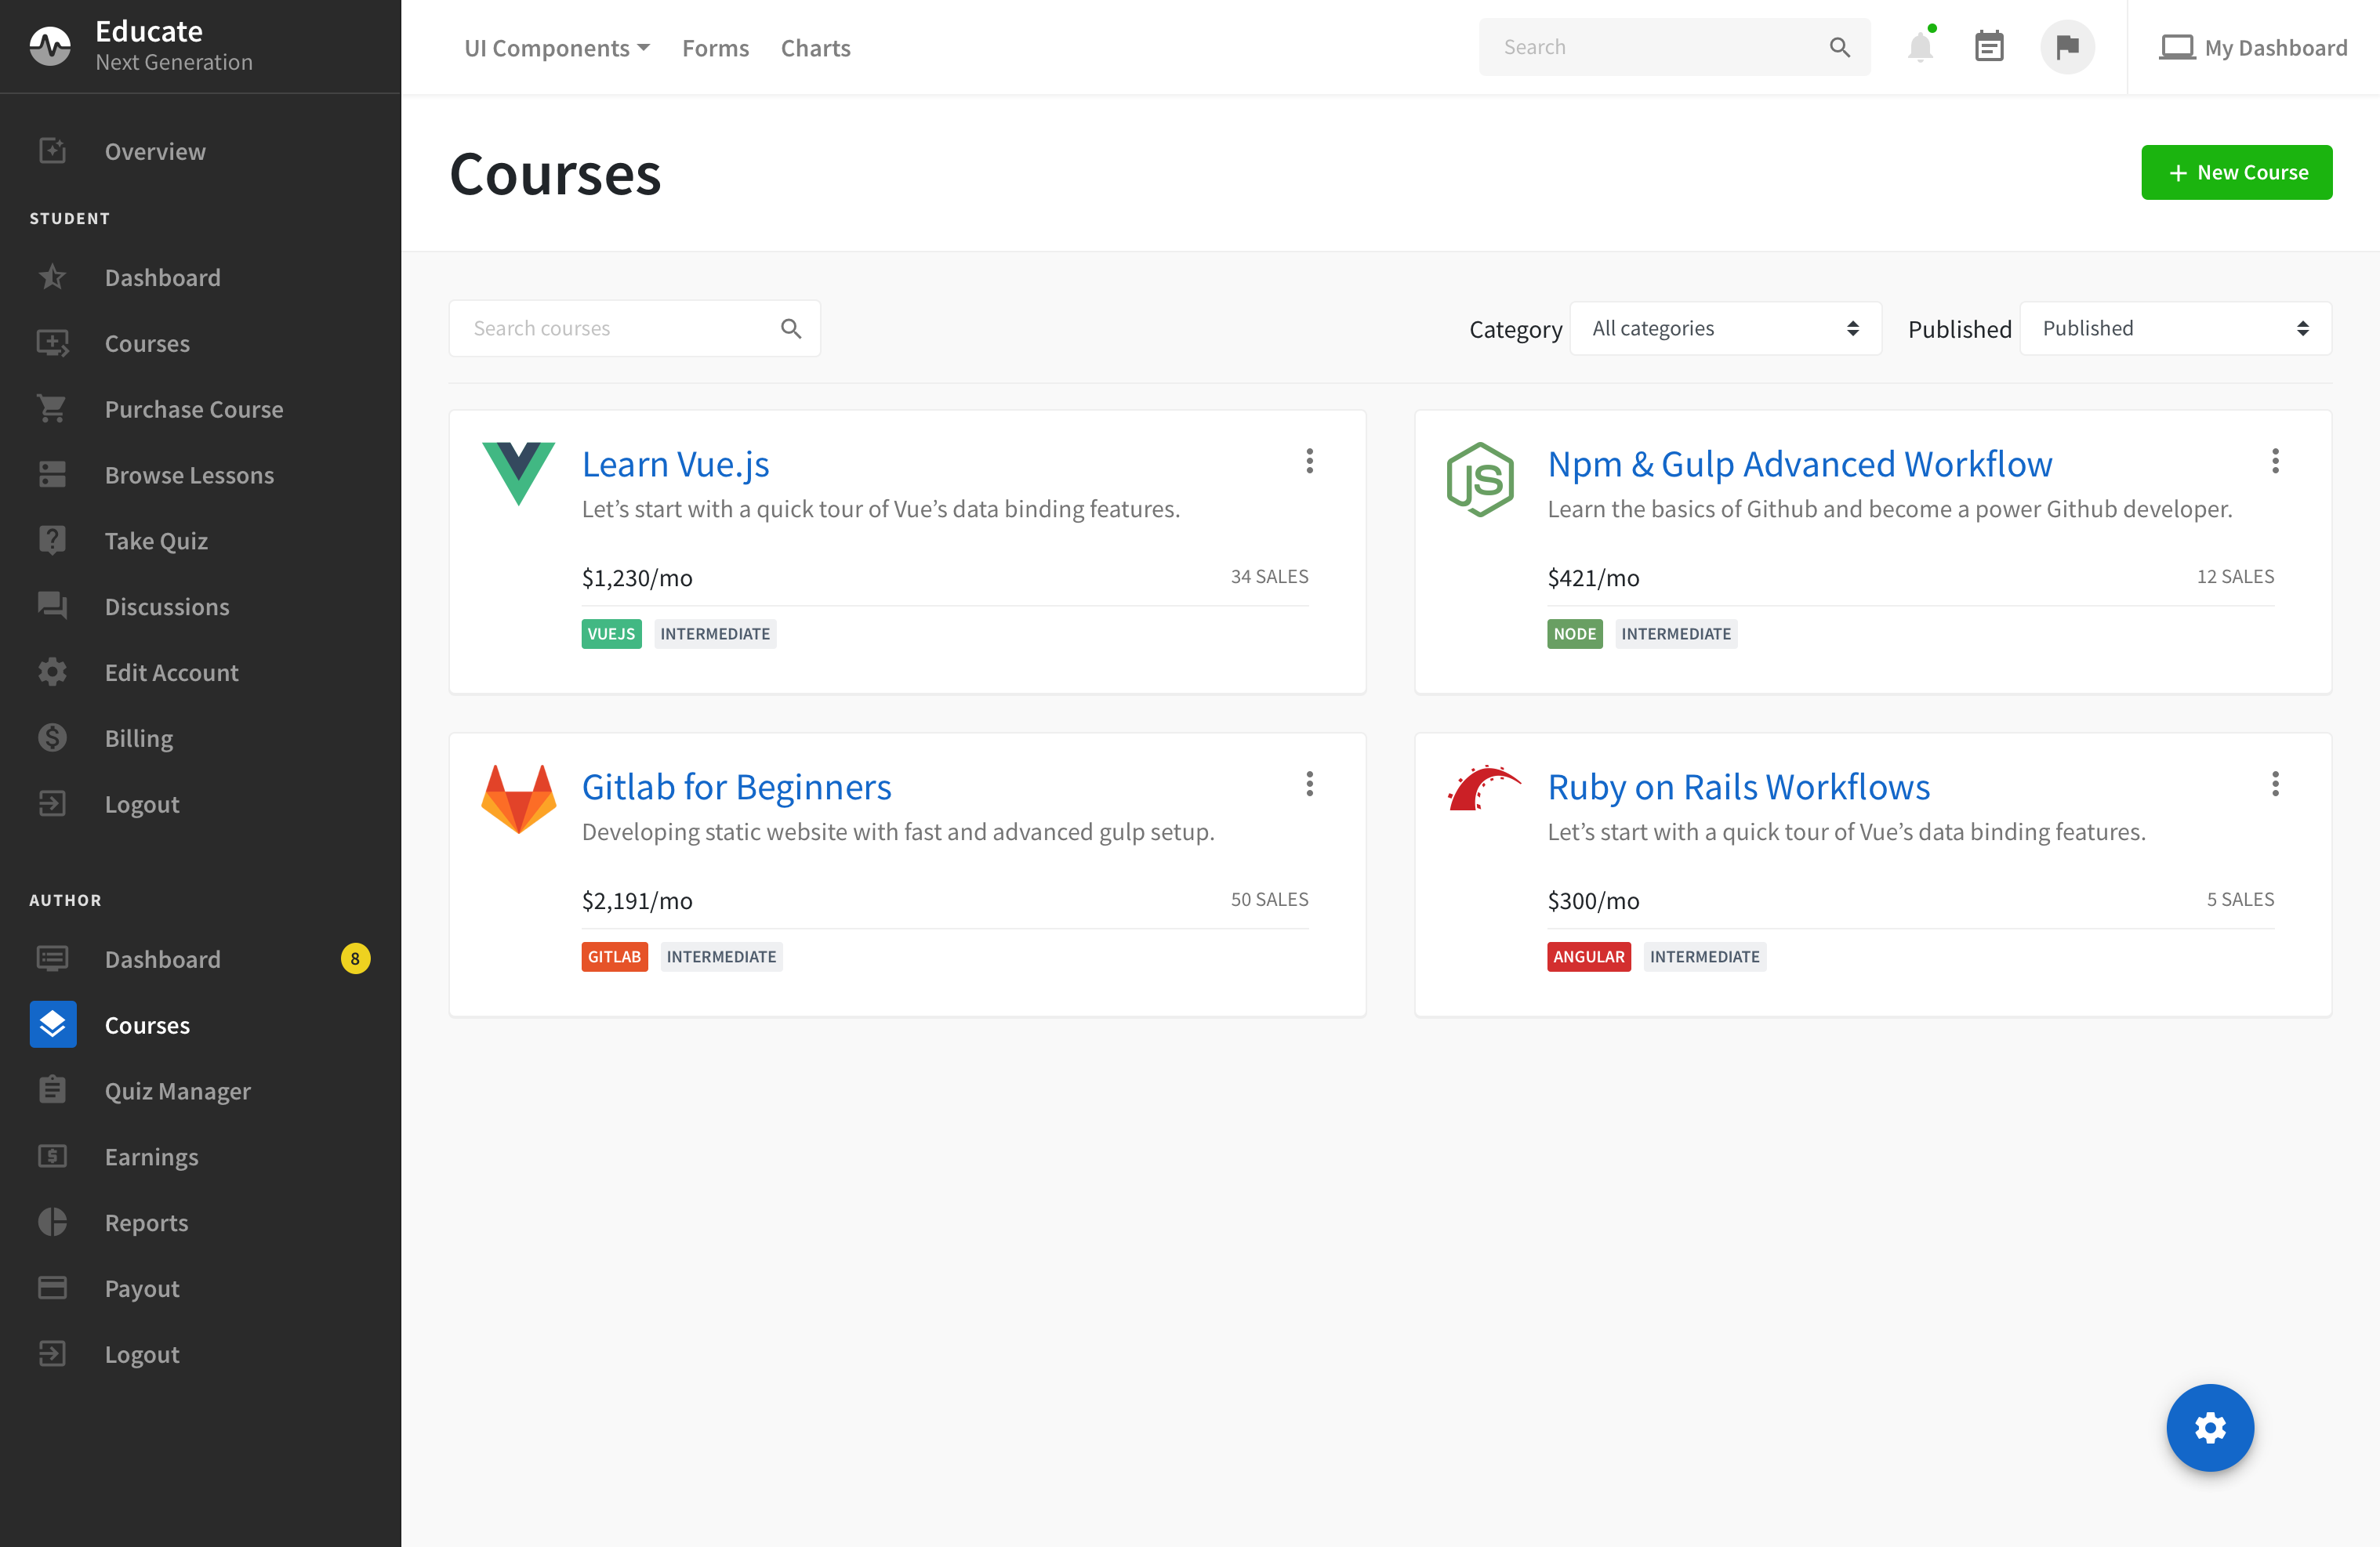 Educate
Next Generation
Overview
STUDENT
Dashboard
Courses
Purchase Course
Browse Lessons
Take Quiz
Discussions
Edit Account
Billing
Logout
AUTHOR
Dashboard 8
Courses
Quiz Manager
Earnings
Reports
Payout
Logout
UI Components Forms Charts Search My Dashboard
Courses
+ New Course
Search courses
Category All categories Published Published
Learn Vue.js
Let’s start with a quick tour of Vue’s data binding features.
$1,230/mo 34 SALES
VUEJS INTERMEDIATE
JS
Npm & Gulp Advanced Workflow
Learn the basics of Github and become a power Github developer.
$421/mo 12 SALES
NODE INTERMEDIATE
Gitlab for Beginners
Developing static website with fast and advanced gulp setup.
$2,191/mo 50 SALES
GITLAB INTERMEDIATE
Ruby on Rails Workflows
Let’s start with a quick tour of Vue’s data binding features.
$300/mo 5 SALES
ANGULAR INTERMEDIATE